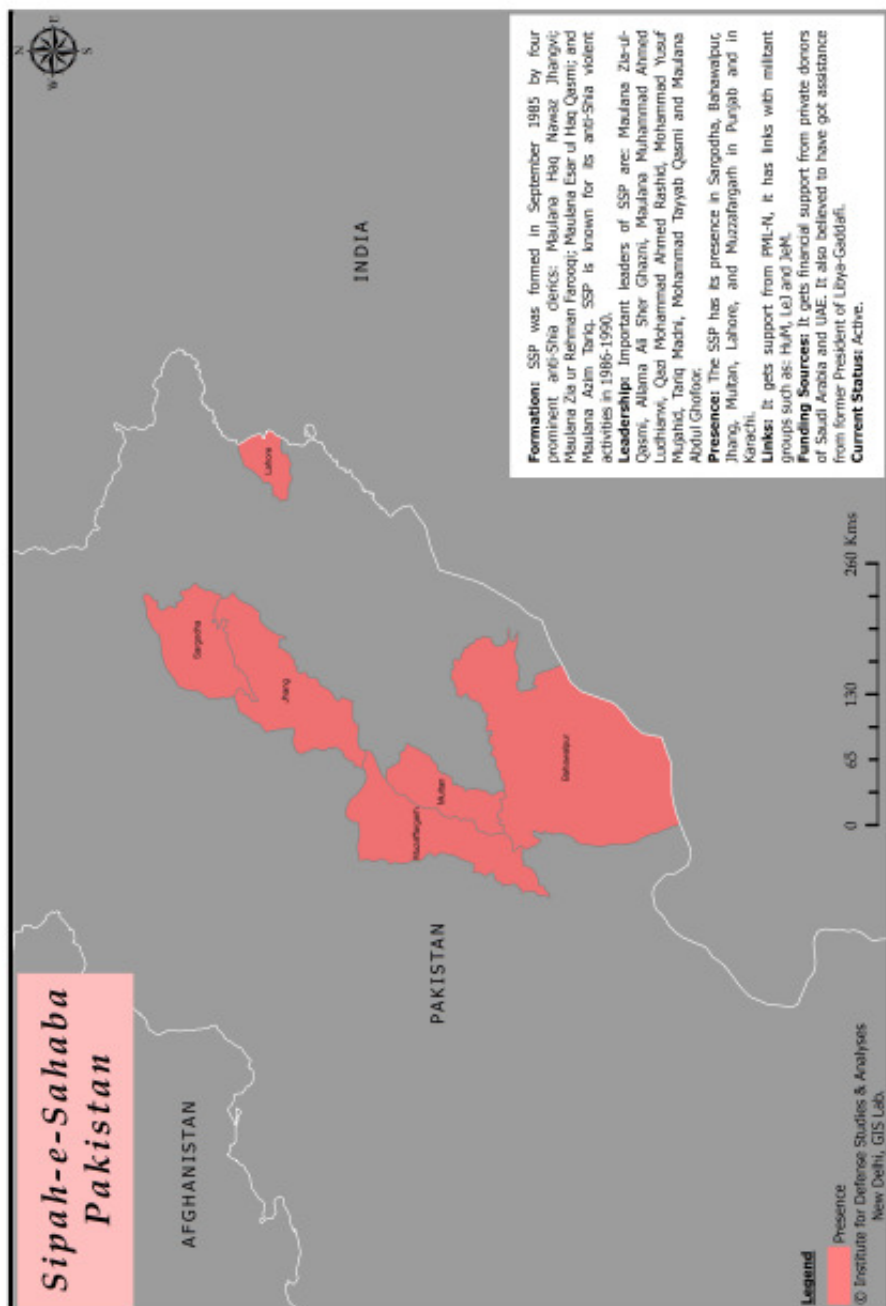 Sipah-e-Sahaba
Pakistan
N
W
E
S
AFGHANISTAN
PAKISTAN
INDIA
Sargodha
Jhang
Lahore
Muzaffargarh
Multan
Bahawalpur
Formation: SSP was formed in September 1985 by four
prominent anti-Shia clerics: Maulana Haq Nawaz Jhangvi;
Maulana Zia ur Rehman Farooqi; Maulana Esar ul Haq Qasmi; and
Maulana Azim Tariq. SSP is known for its anti-Shia violent
activities in 1986-1990.
Leadership: Important leaders of SSP are: Maulana Zia-ul-
Qasmi, Allama Ali Sher Ghazni, Maulana Muhammad Ahmed
Ludhianvi, Qazi Mohammad Ahmed Rashid, Mohammad Yusuf
Mujahid, Tariq Madni, Mohammad Tayyab Qasmi and Maulana
Abdul Ghofoor.
Presence: The SSP has its presence in Sargodha, Bahawalpur,
Jhang, Multan, Lahore, and Muzzafargarh in Punjab and in
Karachi.
Links: It gets support from PML-N, it has links with militant
groups such as: HuM, LeJ and JeM.
Funding Sources: It gets financial support from private donors
of Saudi Arabia and UAE. It also believed to have got assistance
from former President of Libya-Gaddafi.
Current Status: Active.
Legend
Presence
© Institute for Defense Studies & Analyses
New Delhi, GIS Lab.
0 65 130 260 Kms